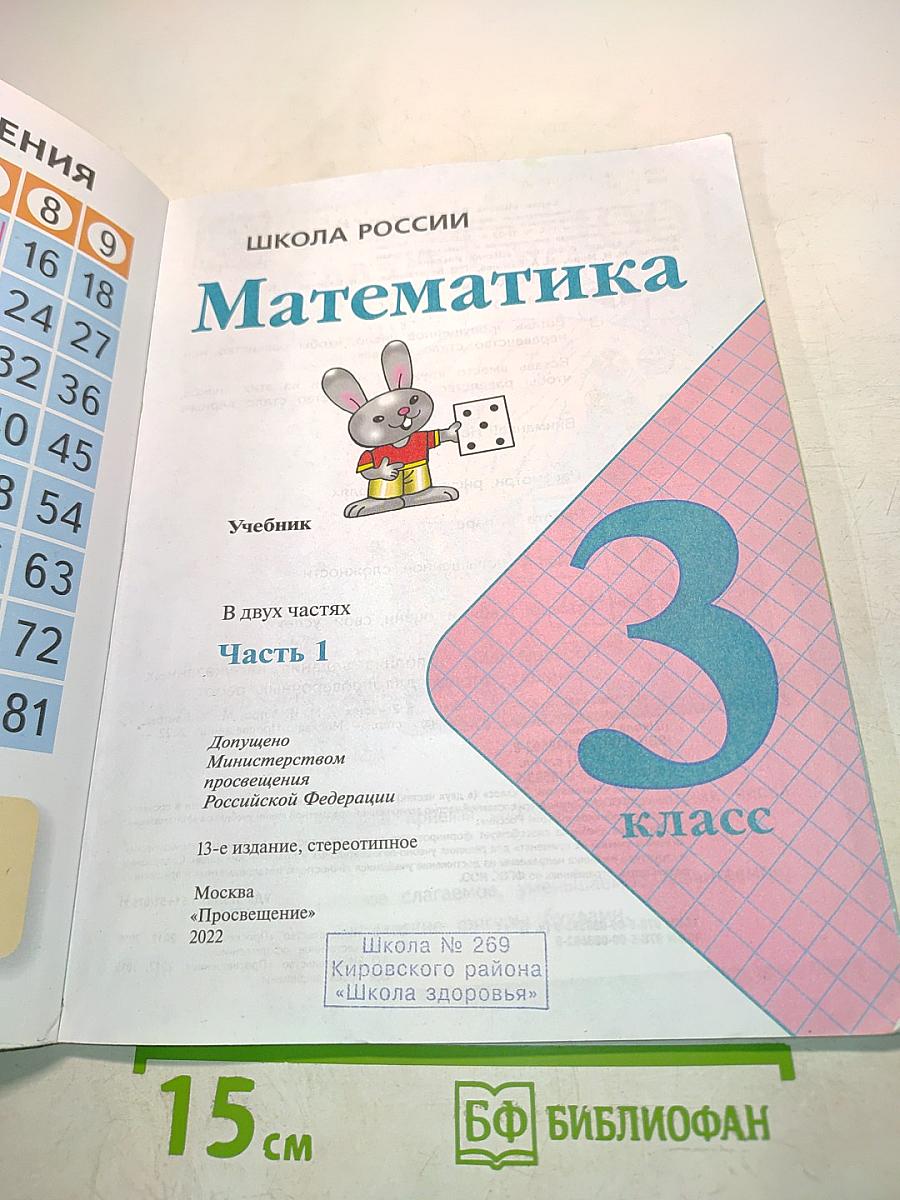 ЕНИЯ
8 9
16 18
24 27
32 36
45
54
63
72
81
ШКОЛА РОССИИ
Математика
Учебник
В двух частях
Часть 1
Допущено
Министерством
просвещения
Российской Федерации
13-е издание, стереотипное
Москва
«Просвещение»
2022
3
класс
Школа № 269
Кировского района
«Школа здоровья»
15 см
БФ БИБЛИОФАН